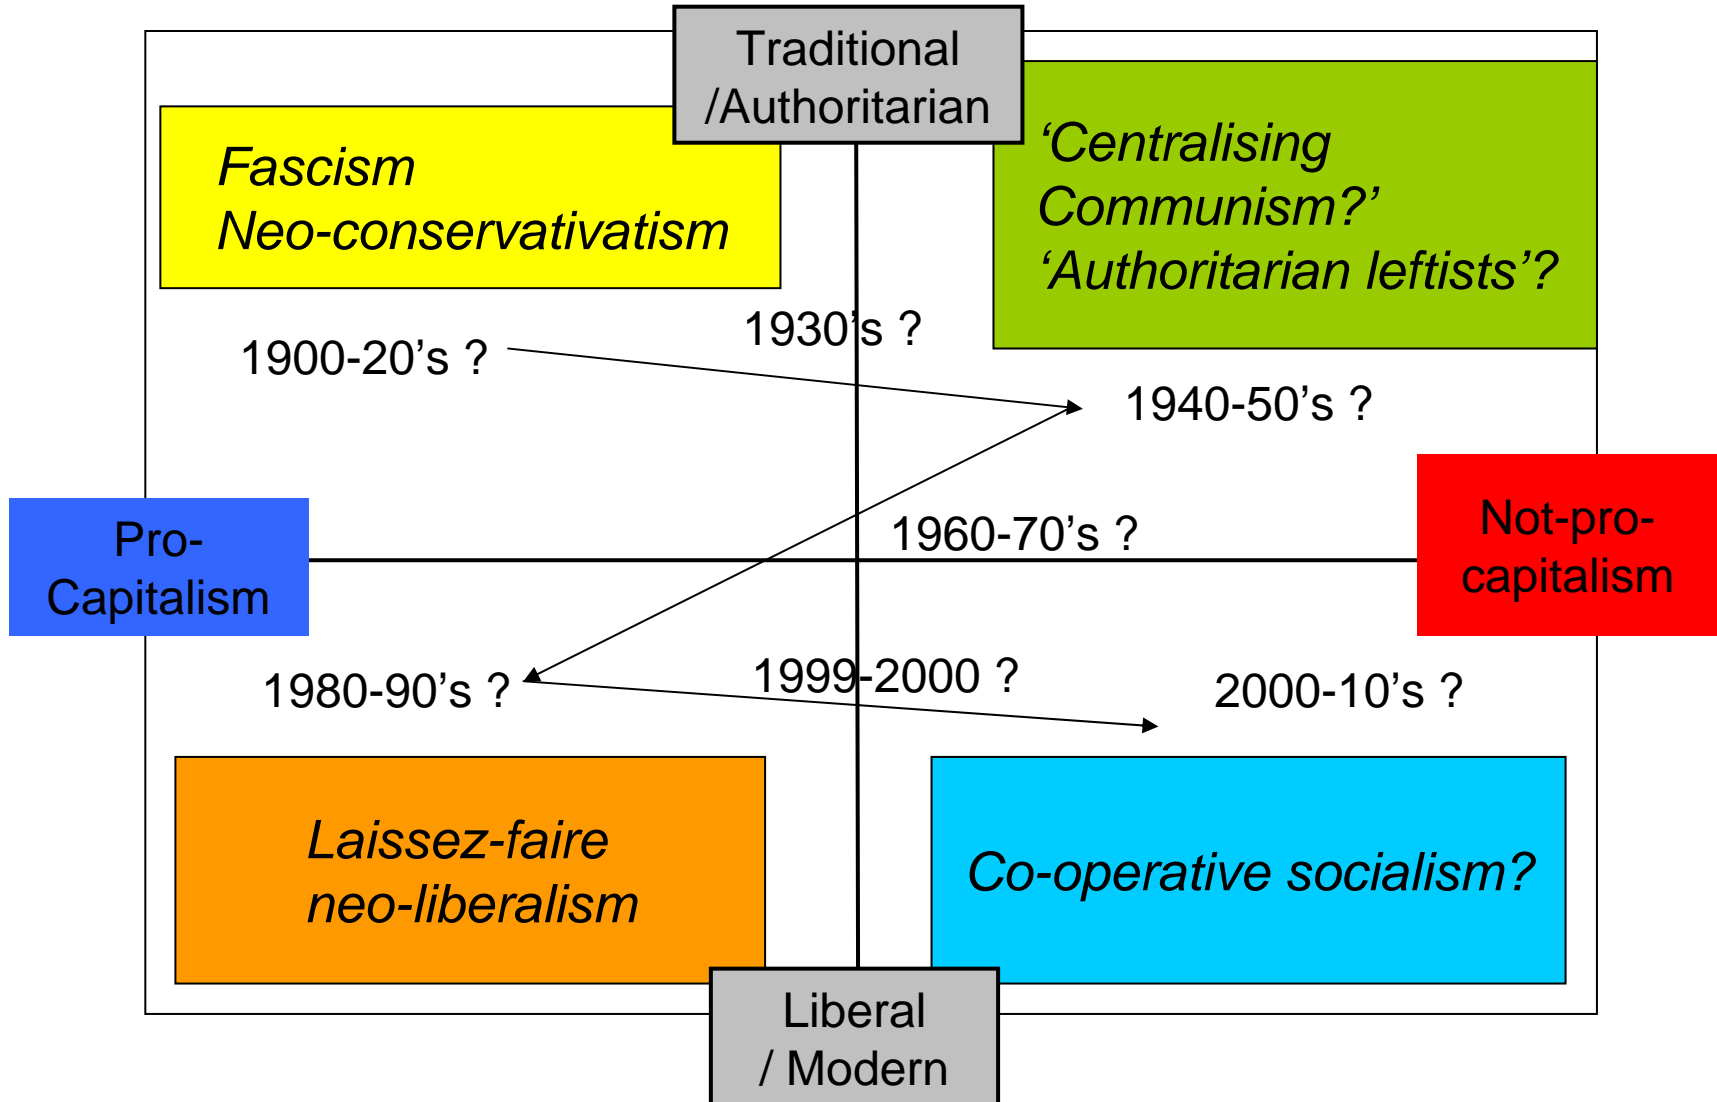 Traditional
/Authoritarian
Fascism
Neo-conservativatism
‘Centralising
Communism?’
‘Authoritarian leftists’?
1930’s ?
1900-20’s ?
1940-50’s ?
Pro-
Capitalism
1960-70’s ?
Not-pro-
capitalism
1980-90’s ?
1999-2000 ?
2000-10’s ?
Laissez-faire
neo-liberalism
Co-operative socialism?
Liberal
/ Modern